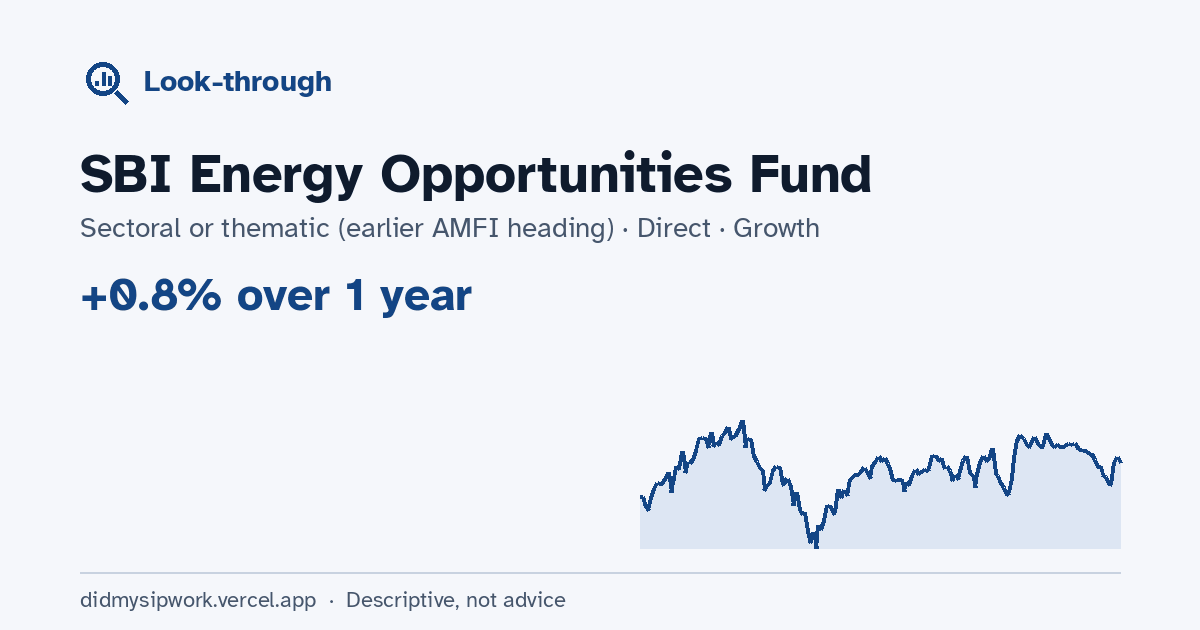 Look-through
SBI Energy Opportunities Fund
Sectoral or thematic (earlier AMFI heading) · Direct · Growth
+0.8% over 1 year
didmysipwork.vercel.app · Descriptive, not advice